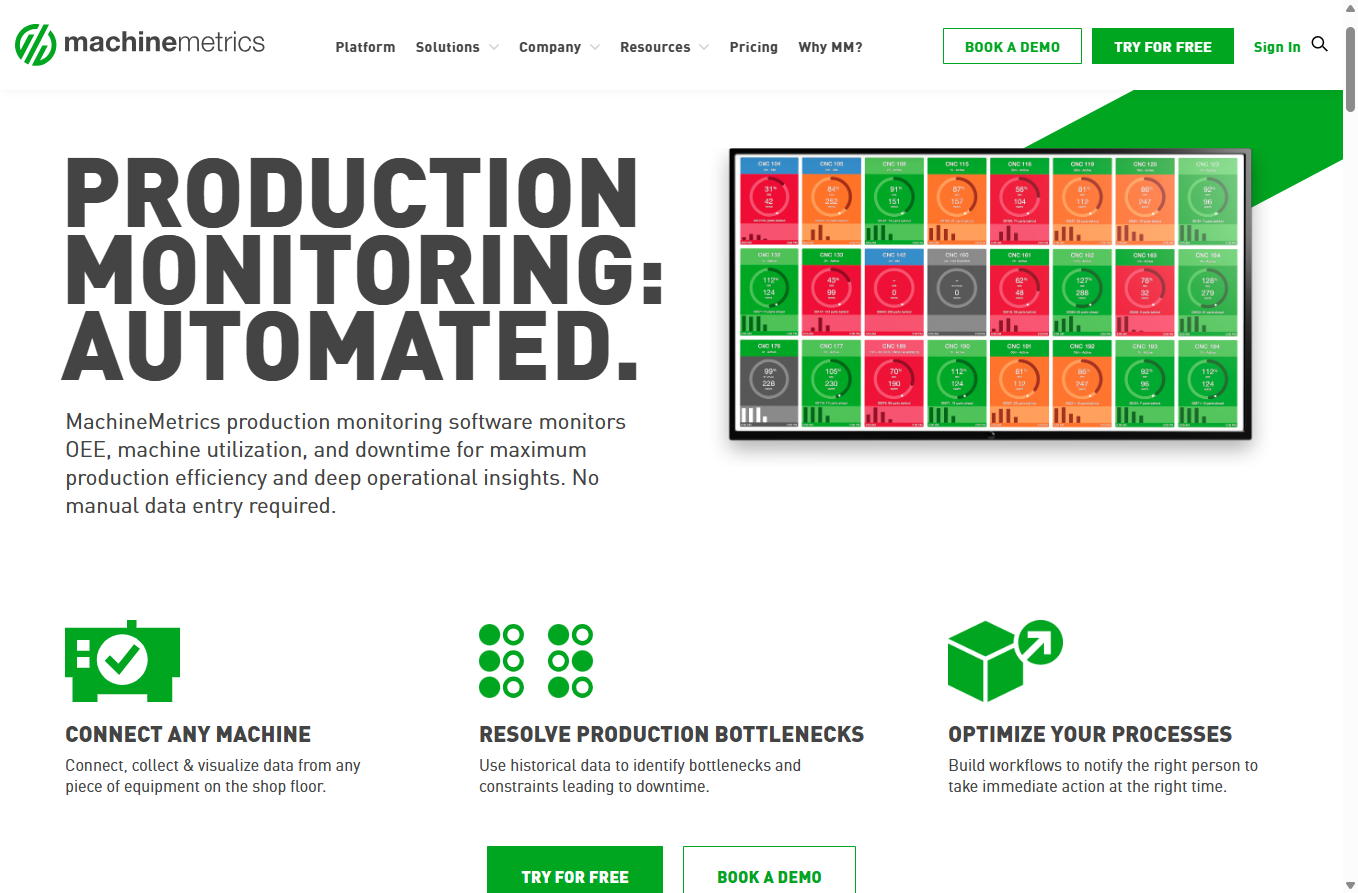 machinemetrics
Platform Solutions Company Resources Pricing Why MM?
BOOK A DEMO TRY FOR FREE Sign In
PRODUCTION
MONITORING:
AUTOMATED.
MachineMetrics production monitoring software monitors
OEE, machine utilization, and downtime for maximum
production efficiency and deep operational insights. No
manual data entry required.
CNC 104 CNC 105 CNC 108 CNC 115 CNC 118 CNC 119 CNC 120 CNC 123
31% 84% 91% 87% 56% 81% 86% 92%
42 252 151 157 104 112 247 96
CNC 132 CNC 133 CNC 142 CNC 161 CNC 162 CNC 163 CNC 164
112% 45% 62% 127% 78% 128%
124 99 0 0 48 286 32 279
CNC 176 CNC 177 CNC 189 CNC 190 CNC 191 CNC 192 CNC 193 CNC 194
99% 105% 70% 112% 81% 86% 92% 112%
228 230 190 124 112 247 96 124
CONNECT ANY MACHINE
Connect, collect & visualize data from any
piece of equipment on the shop floor.
RESOLVE PRODUCTION BOTTLENECKS
Use historical data to identify bottlenecks and
constraints leading to downtime.
OPTIMIZE YOUR PROCESSES
Build workflows to notify the right person to
take immediate action at the right time.
TRY FOR FREE BOOK A DEMO